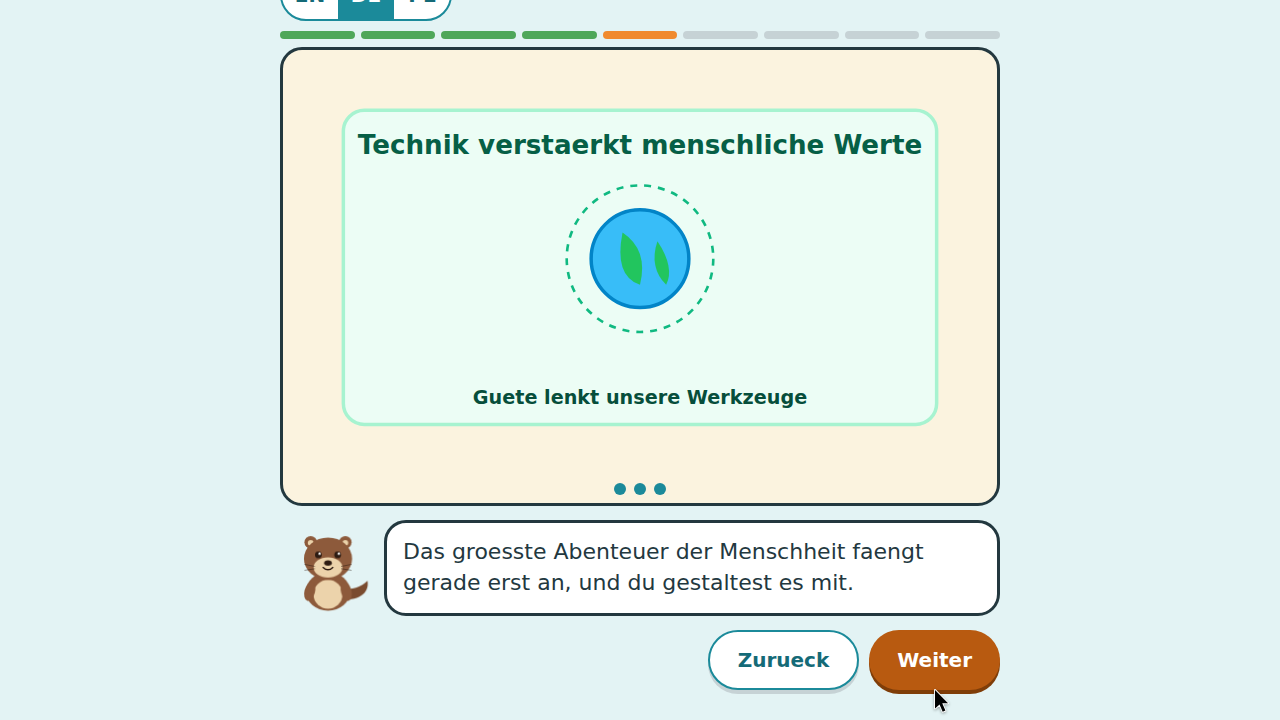 Technik verstaerkt menschliche Werte
Guete lenkt unsere Werkzeuge
Das groesste Abenteuer der Menschheit faengt
gerade erst an, und du gestaltest es mit.
Zurueck
Weiter